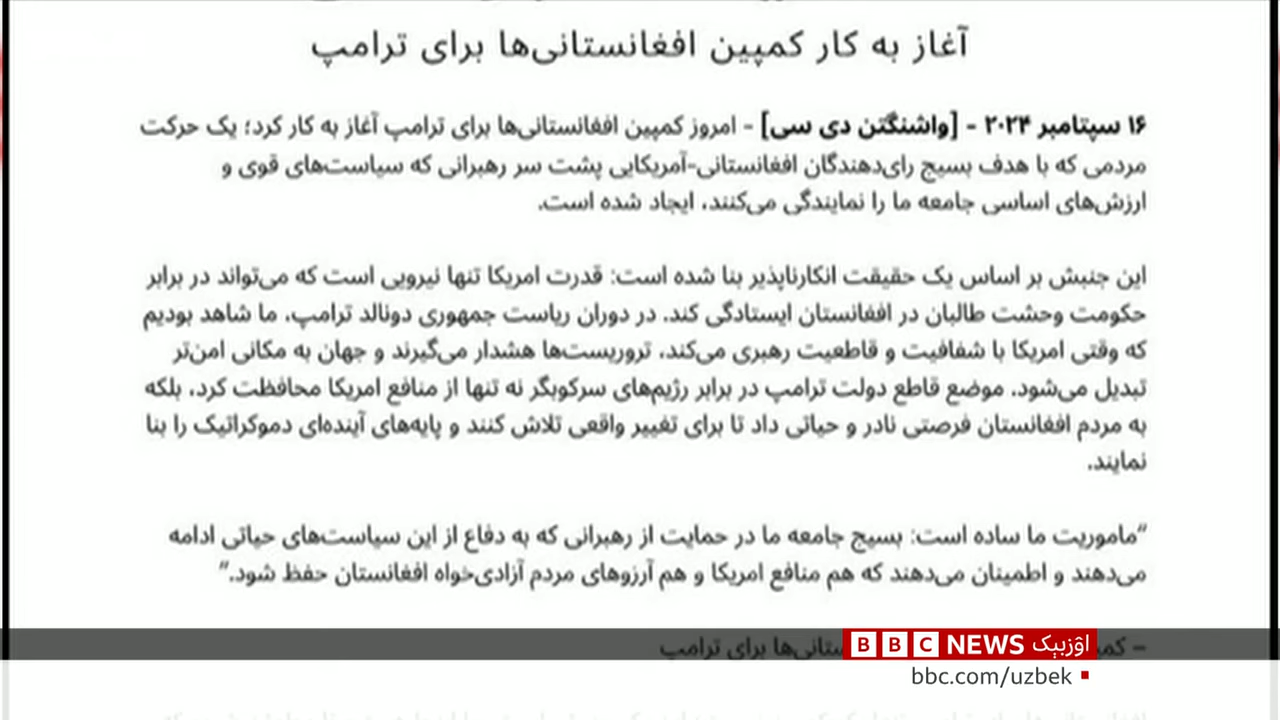 آغاز به کار کمپین افغانستانی‌ها برای ترامپ
۱۶ سپتامبر ۲۰۲۴ - [واشنگتن دی سی] - امروز کمپین افغانستانی‌ها برای ترامپ آغاز به کار کرد؛ یک حرکت
مردمی که با هدف بسیج رای‌دهندگان افغانستانی-آمریکایی پشت سر رهبرانی که سیاست‌های قوی و
ارزش‌های اساسی جامعه ما را نمایندگی می‌کنند، ایجاد شده است.
این جنبش بر اساس یک حقیقت انکارناپذیر بنا شده است: قدرت امریکا تنها نیرویی است که می‌تواند در برابر
حکومت وحشت طالبان در افغانستان ایستادگی کند. در دوران ریاست جمهوری دونالد ترامپ، ما شاهد بودیم
که وقتی امریکا با شفافیت و قاطعیت رهبری می‌کند، تروریست‌ها هشدار می‌گیرند و جهان به مکانی امن‌تر
تبدیل می‌شود. موضع قاطع دولت ترامپ در برابر رژیم‌های سرکوبگر نه تنها از منافع امریکا محافظت کرد، بلکه
به مردم افغانستان فرصتی نادر و حیاتی داد تا برای تغییر واقعی تلاش کنند و پایه‌های آینده‌ای دموکراتیک را بنا
نمایند.
“ماموریت ما ساده است: بسیج جامعه ما در حمایت از رهبرانی که به دفاع از این سیاست‌های حیاتی ادامه
می‌دهند و اطمینان می‌دهند که هم منافع امریکا و هم آرزوهای مردم آزادی‌خواه افغانستان حفظ شود.”
برای ترامپ
BBC NEWS اۉزبېک
bbc.com/uzbek